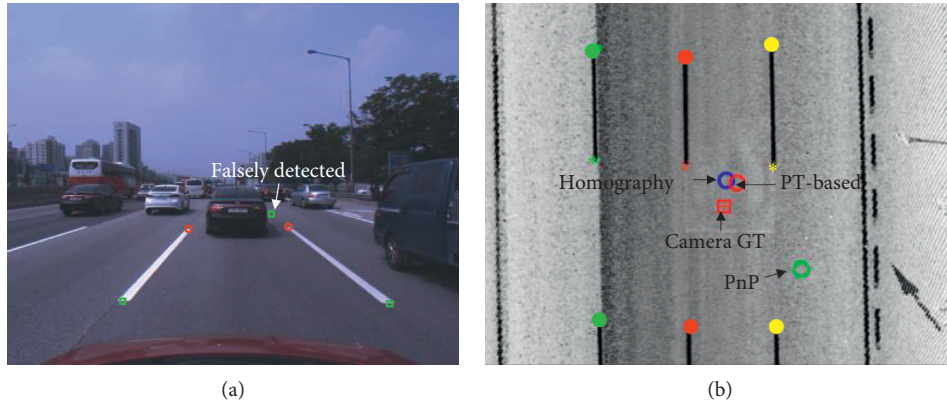 Falsely detected
Homography
PT-based
Camera GT
PnP
(a)
(b)